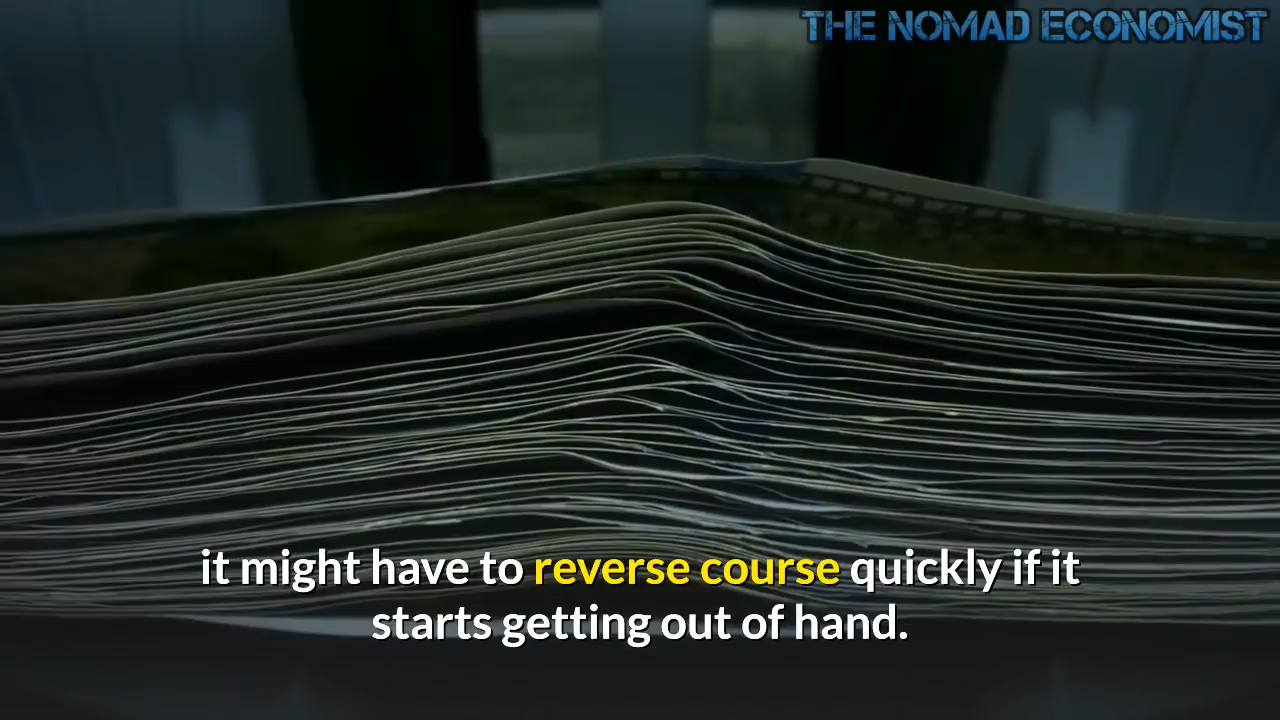 THE NOMAD ECONOMIST
it might have to reverse course quickly if it
starts getting out of hand.